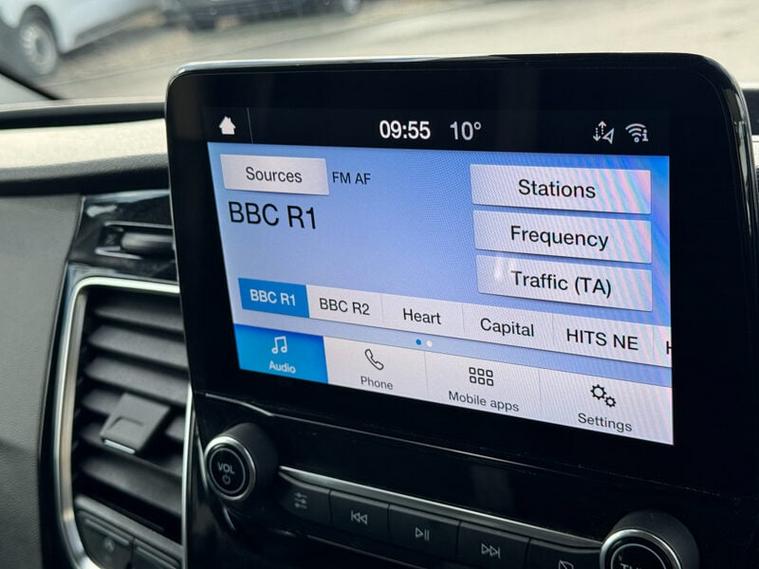 09:55 10°
Sources FM AF
BBC R1
Stations
Frequency
Traffic (TA)
BBC R1 BBC R2 Heart Capital HITS NE
Audio Phone Mobile apps Settings
VOL